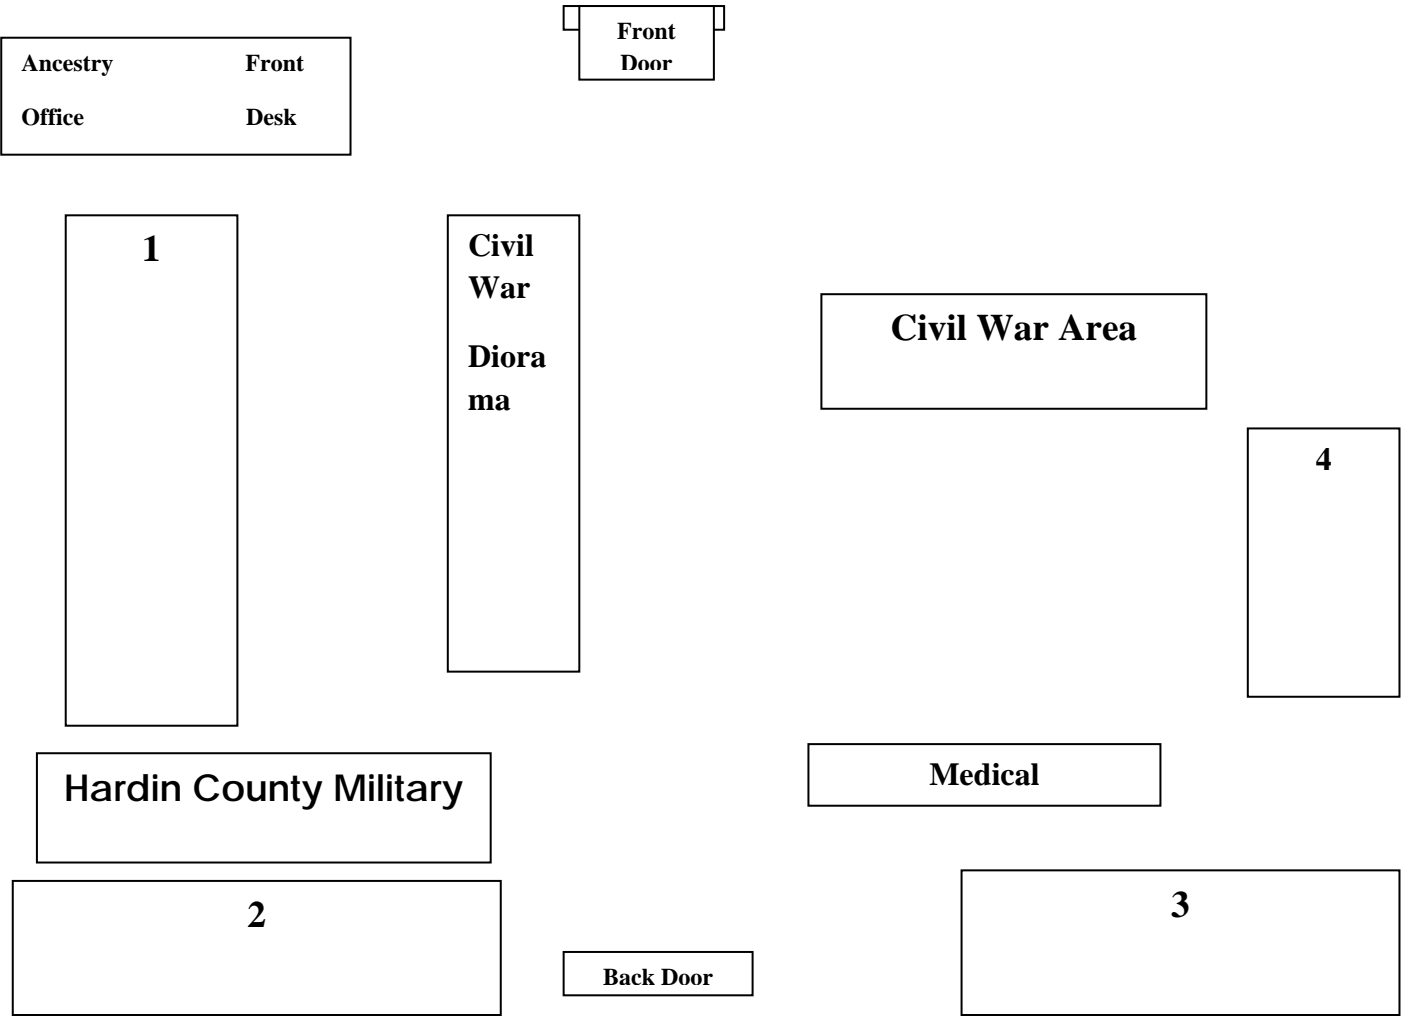 Front
Door
Ancestry Front
Office Desk
1
Civil
War
Diora
ma
Civil War Area
4
Hardin County Military
Medical
2
3
Back Door